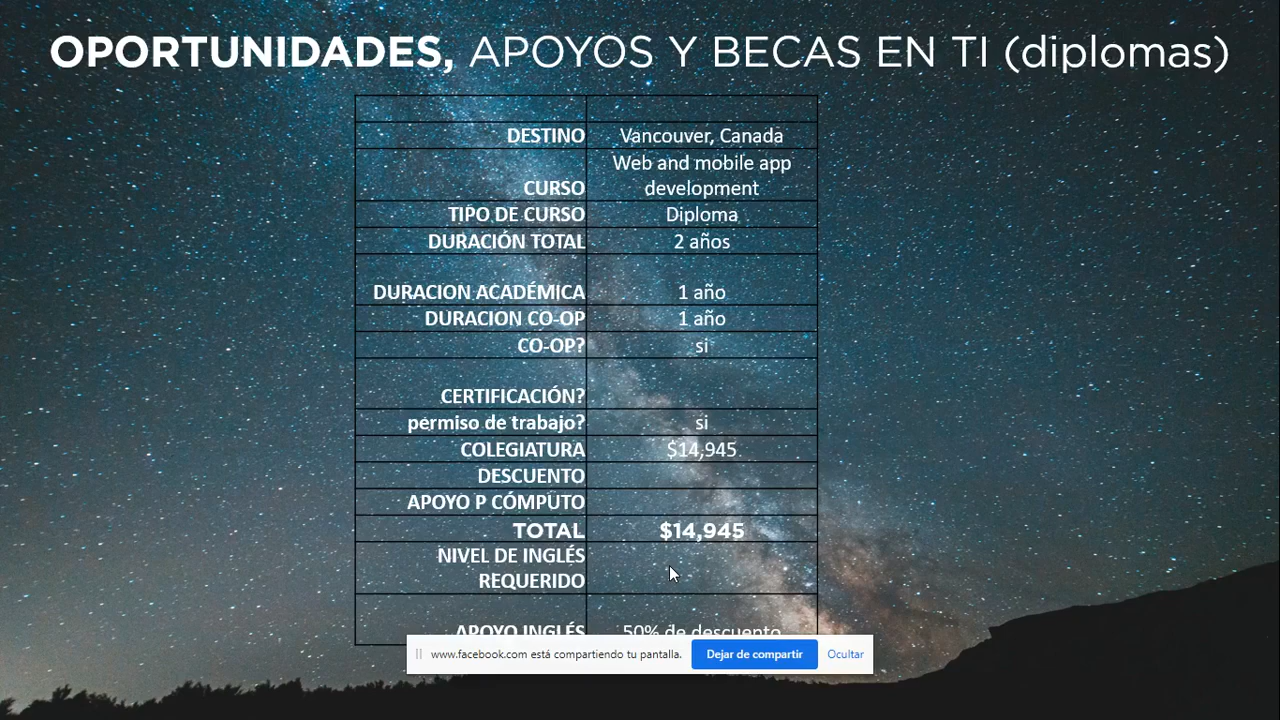 OPORTUNIDADES, APOYOS Y BECAS EN TI (diplomas)
DESTINO Vancouver, Canada
CURSO Web and mobile app
development
TIPO DE CURSO Diploma
DURACIÓN TOTAL 2 años
DURACION ACADÉMICA 1 año
DURACION CO-OP 1 año
CO-OP? si
CERTIFICACIÓN?
permiso de trabajo? si
COLEGIATURA $14,945
DESCUENTO
APOYO P CÓMPUTO
TOTAL $14,945
NIVEL DE INGLÉS
REQUERIDO
APOYO INGLÉS 50% de descuento
www.facebook.com está compartiendo tu pantalla. Dejar de compartir Ocultar